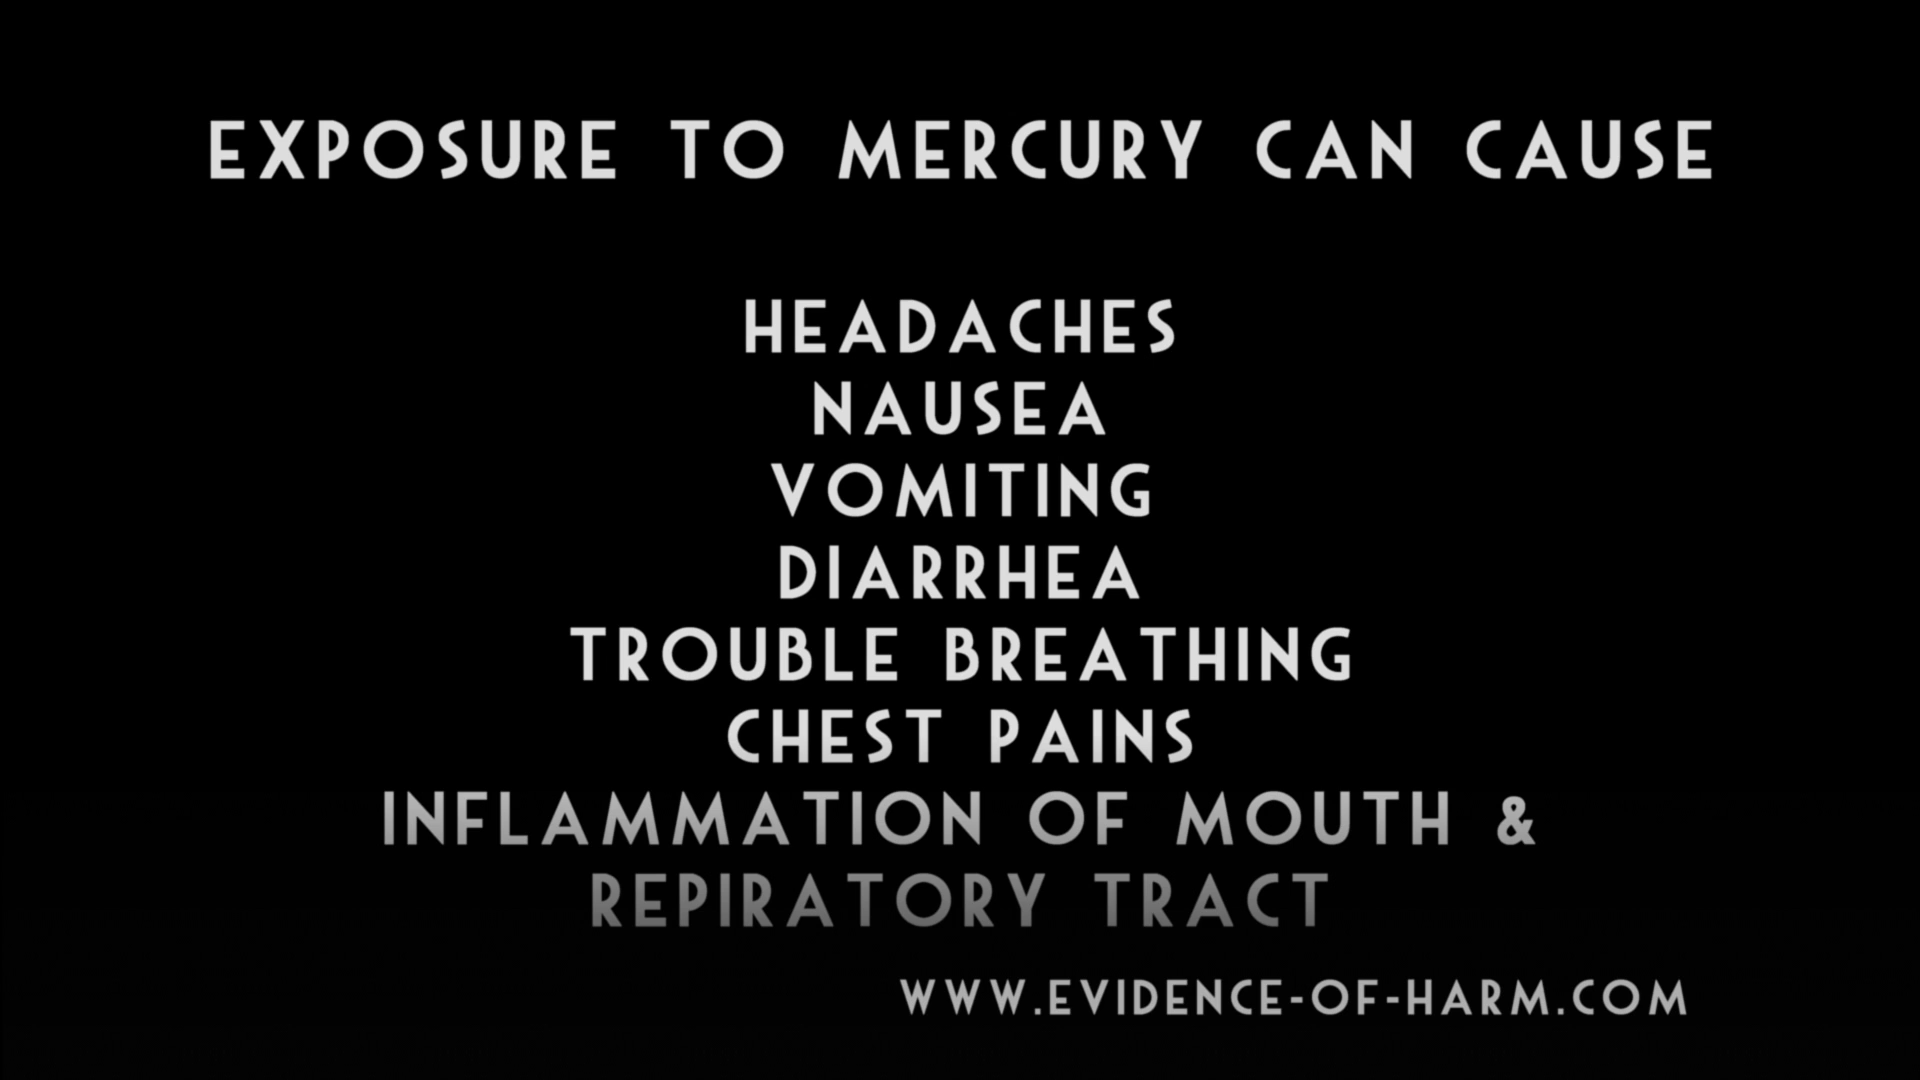 EXPOSURE TO MERCURY CAN CAUSE
HEADACHES
NAUSEA
VOMITING
DIARRHEA
TROUBLE BREATHING
CHEST PAINS
INFLAMMATION OF MOUTH &
REPIRATORY TRACT
WWW.EVIDENCE-OF-HARM.COM